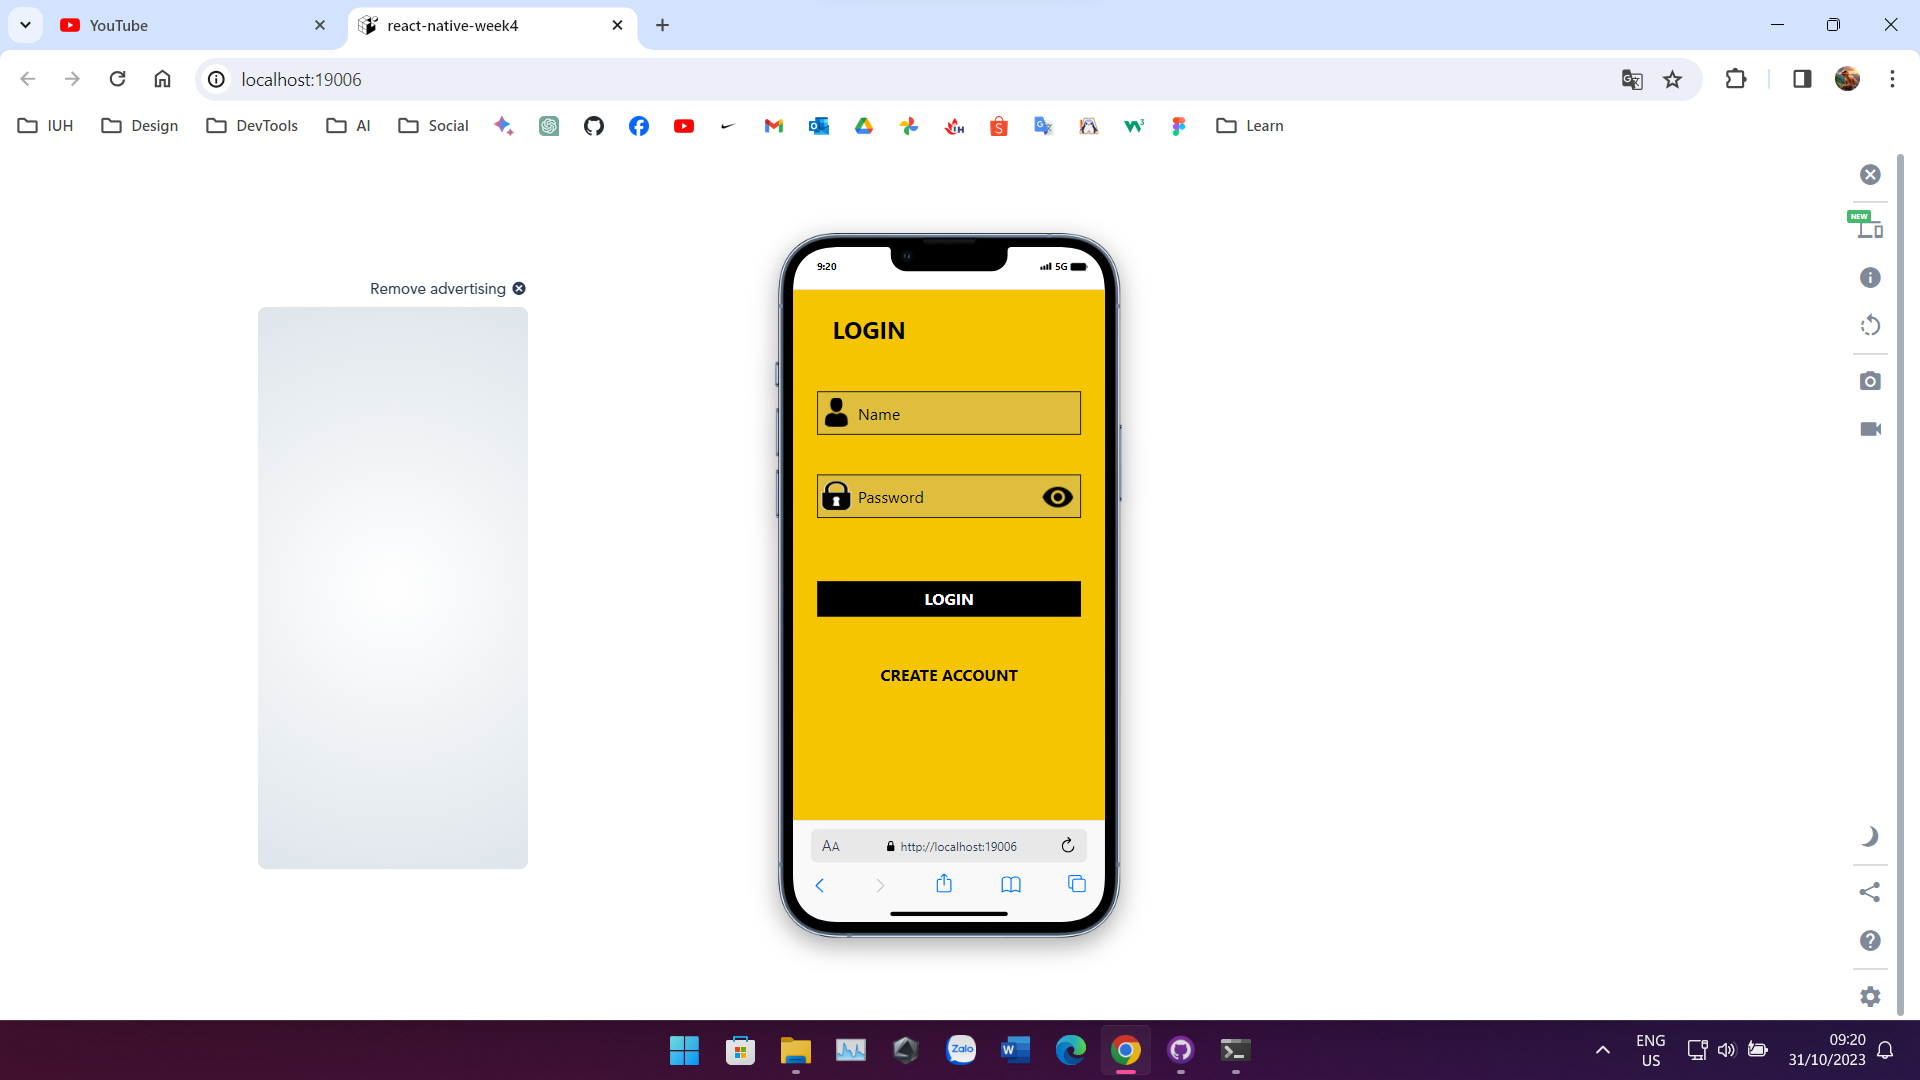 YouTube
react-native-week4
localhost:19006
IUH
Design
DevTools
AI
Social
Learn
NEW
Remove advertising
9:20
5G
LOGIN
Name
Password
LOGIN
CREATE ACCOUNT
AA
http://localhost:19006
Zalo
ENG
US
09:20
31/10/2023